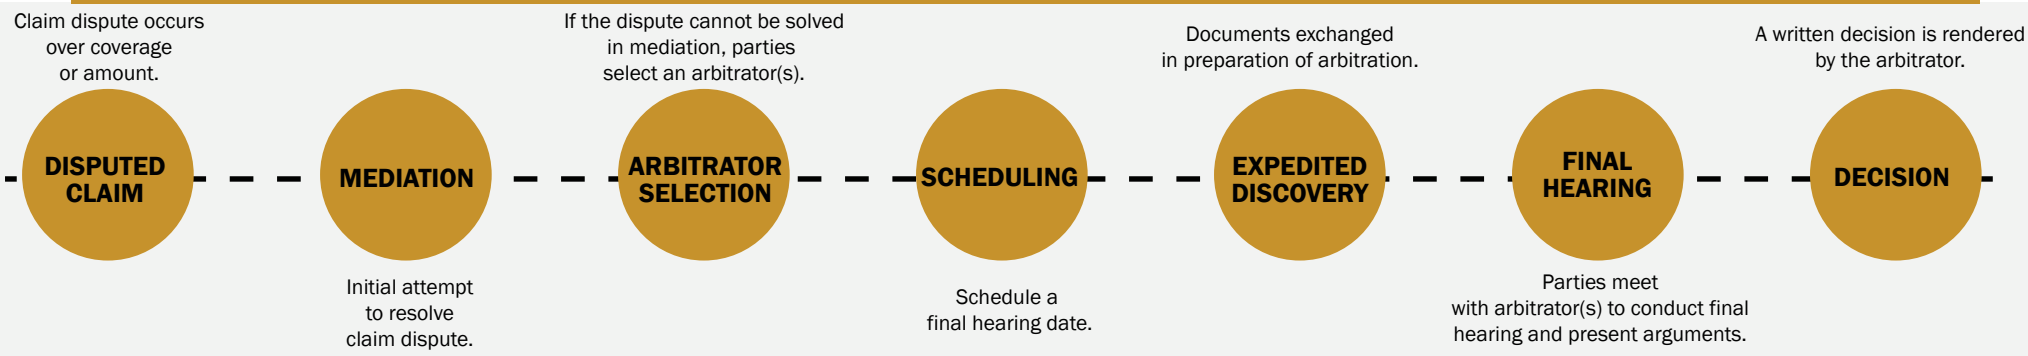 Claim dispute occurs
over coverage
or amount.
DISPUTED
CLAIM
MEDIATION
Initial attempt
to resolve
claim dispute.
If the dispute cannot be solved
in mediation, parties
select an arbitrator(s).
ARBITRATOR
SELECTION
SCHEDULING
Schedule a
final hearing date.
Documents exchanged
in preparation of arbitration.
EXPEDITED
DISCOVERY
FINAL
HEARING
Parties meet
with arbitrator(s) to conduct final
hearing and present arguments.
A written decision is rendered
by the arbitrator.
DECISION